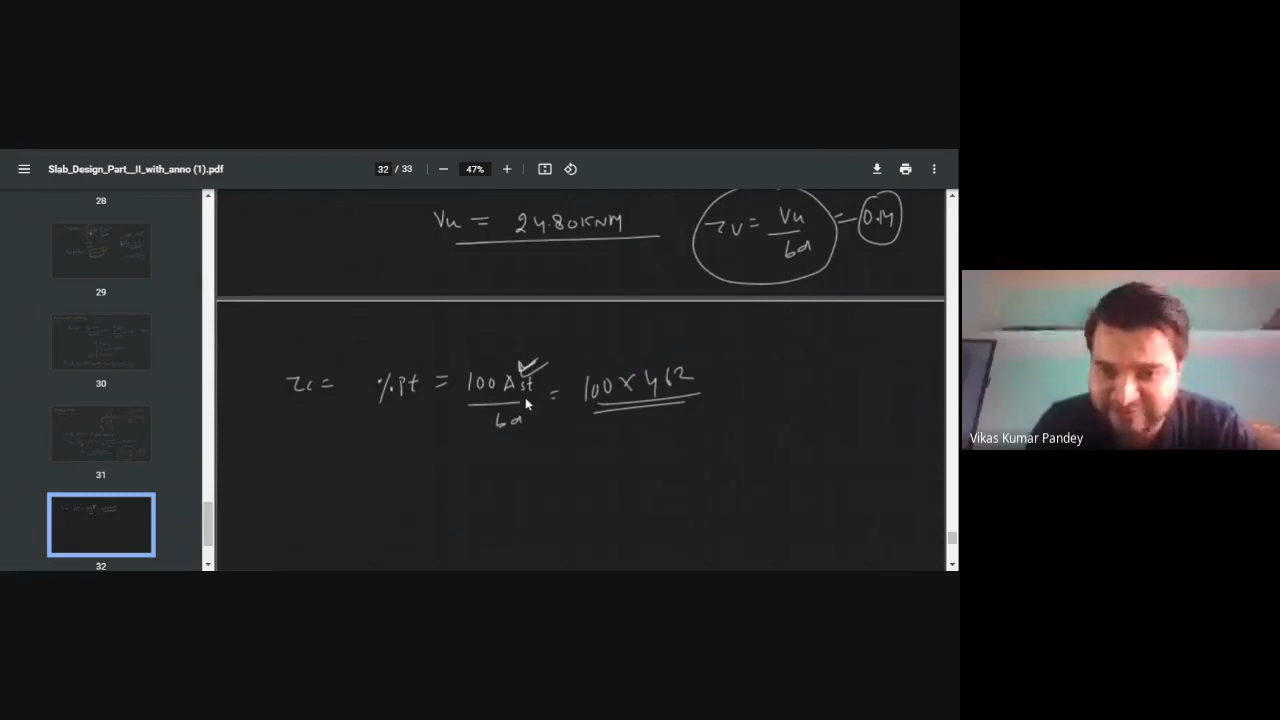 Slab_Design_Part__II_with_anno (1).pdf
32 / 33
47%
28
29
30
31
32
Vu = 24.80KNM
τv = Vu / bd = 0.14
τc = %Pt = 100 Ast / bd = 100 × 462
Vikas Kumar Pandey